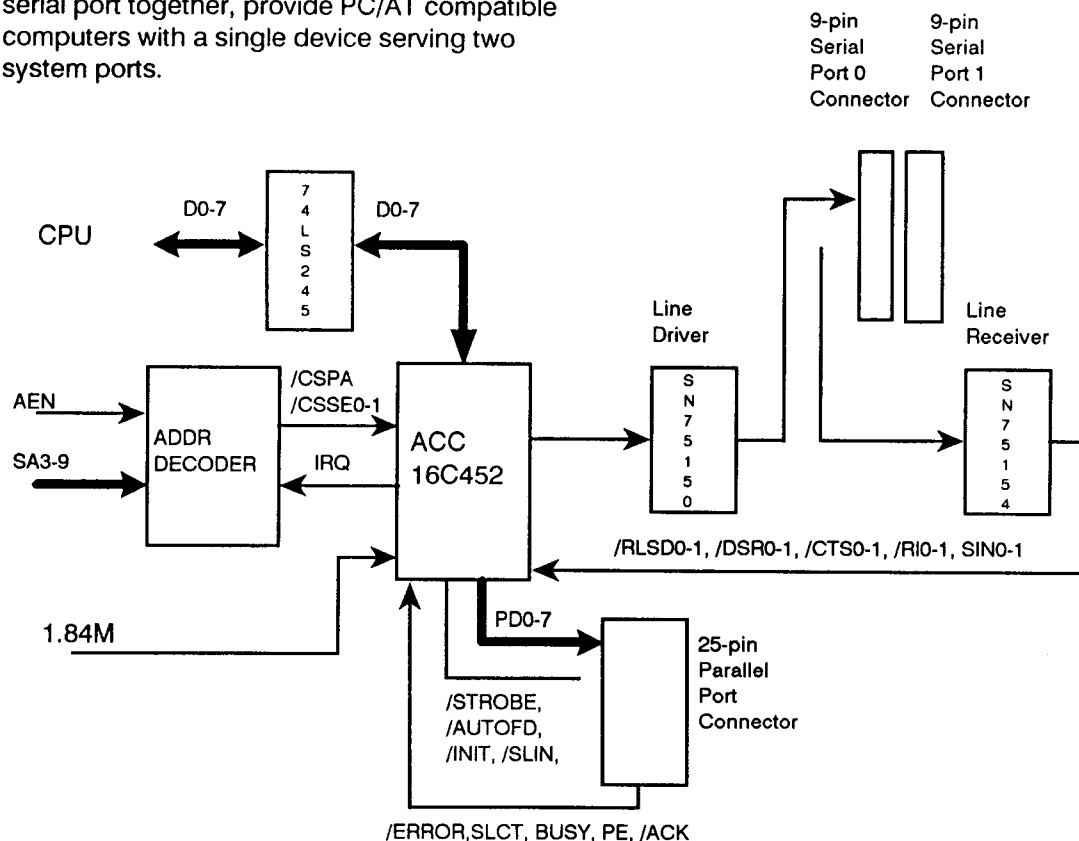 serial port together, provide PC/AT compatible
computers with a single device serving two
system ports.
9-pin
Serial
Port 0
Connector
9-pin
Serial
Port 1
Connector
CPU
D0-7
74LS245
D0-7
Line
Driver
Line
Receiver
AEN
SA3-9
ADDR
DECODER
/CSPA
/CSSE0-1
IRQ
ACC
16C452
SN75150
SN75154
/RLSD0-1, /DSR0-1, /CTS0-1, /RI0-1, SIN0-1
1.84M
PD0-7
/STROBE,
/AUTOFD,
/INIT, /SLIN,
25-pin
Parallel
Port
Connector
/ERROR,SLCT, BUSY, PE, /ACK